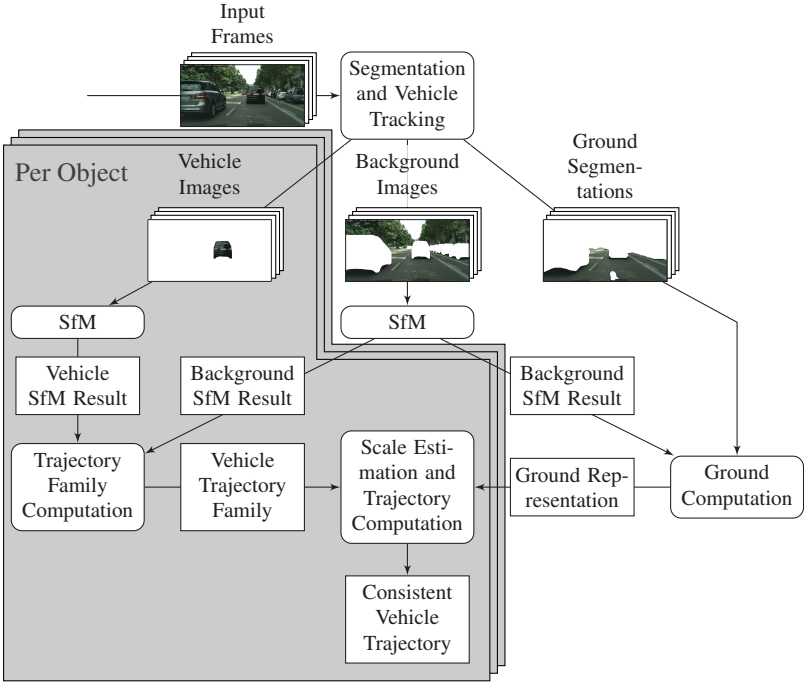 Input
Frames
Segmentation
and Vehicle
Tracking
Per Object
Vehicle
Images
Background
Images
Ground
Segmen-
tations
SfM
SfM
Vehicle
SfM Result
Background
SfM Result
Background
SfM Result
Trajectory
Family
Computation
Vehicle
Trajectory
Family
Scale Esti-
mation and
Trajectory
Computation
Ground Rep-
resentation
Ground
Computation
Consistent
Vehicle
Trajectory